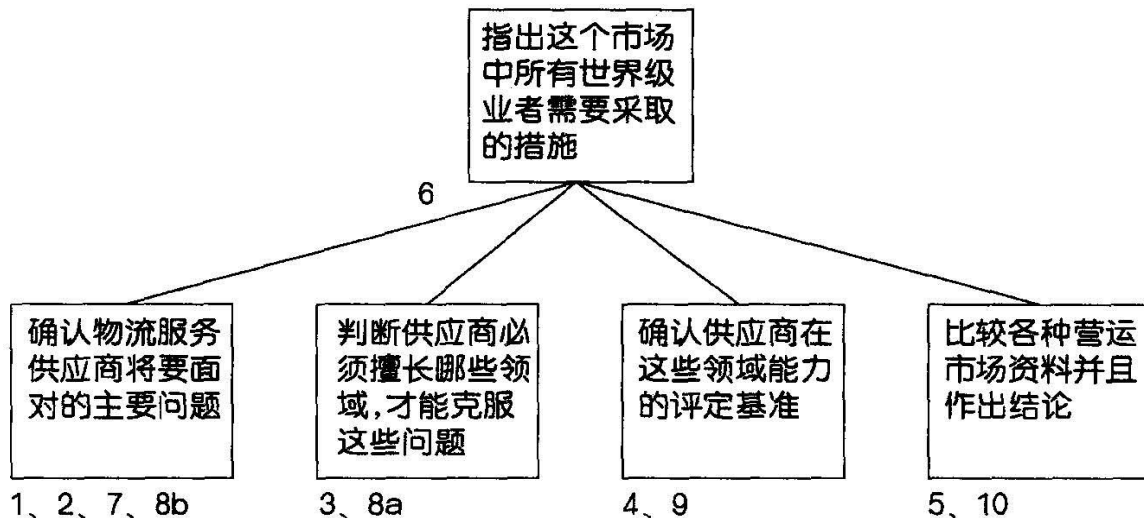 指出这个市场
中所有世界级
业者需要采取
的措施
6
确认物流服务
供应商将要面
对的主要问题
1、2、7、8b
判断供应商必
须擅长哪些领
域,才能克服
这些问题
3、8a
确认供应商在
这些领域能力
的评定基准
4、9
比较各种营运
市场资料并且
作出结论
5、10